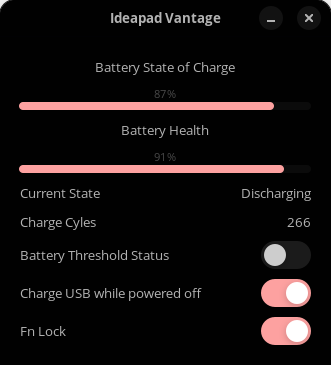 Ideapad Vantage
Battery State of Charge
87%
Battery Health
91%
Current State Discharging
Charge Cyles 266
Battery Threshold Status
Charge USB while powered off
Fn Lock